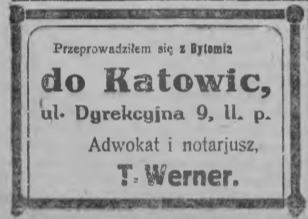 Przeprowadziłem się z Bytomia
do Katowic,
ul. Dyrekcyjna 9, II. p.
Adwokat i notarjusz,
T. Werner.